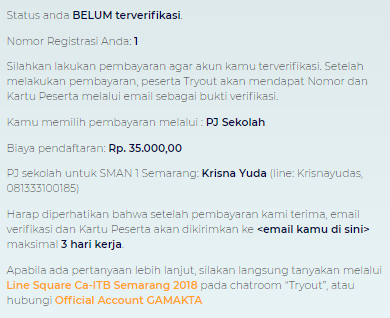 Status anda BELUM terverifikasi.
Nomor Registrasi Anda: 1
Silahkan lakukan pembayaran agar akun kamu terverifikasi. Setelah
melakukan pembayaran, peserta Tryout akan mendapat Nomor dan
Kartu Peserta melalui email sebagai bukti verifikasi.
Kamu memilih pembayaran melalui : PJ Sekolah
Biaya pendaftaran: Rp. 35.000,00
PJ sekolah untuk SMAN 1 Semarang: Krisna Yuda (line: Krisnayudas,
081333100185)
Harap diperhatikan bahwa setelah pembayaran kami terima, email
verifikasi dan Kartu Peserta akan dikirimkan ke <email kamu di sini>
maksimal 3 hari kerja.
Apabila ada pertanyaan lebih lanjut, silakan langsung tanyakan melalui
Line Square Ca-ITB Semarang 2018 pada chatroom "Tryout", atau
hubungi Official Account GAMAKTA